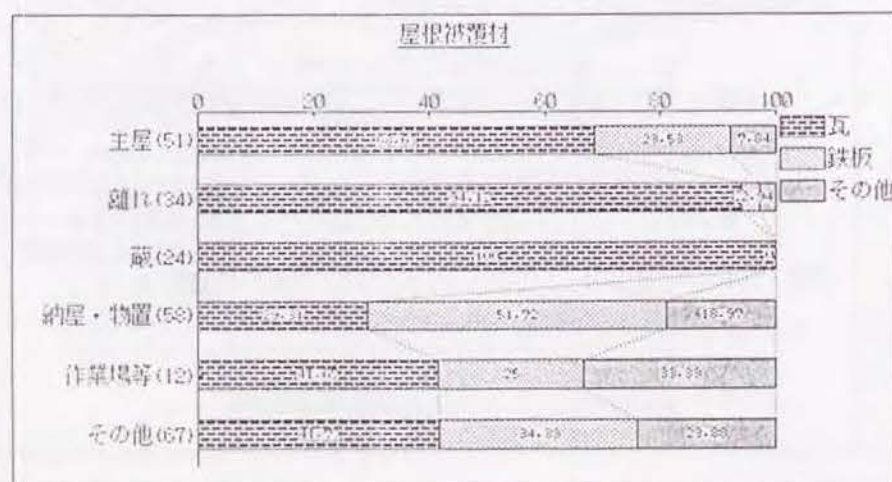 屋根被覆材
0 20 40 60 80 100
主屋(51) 7.84
離れ(34)
蔵(24)
納屋・物置(58) 51.72 18.97
作業場等(12) 25 33.33
その他(67) 34.33
瓦
鉄板
その他